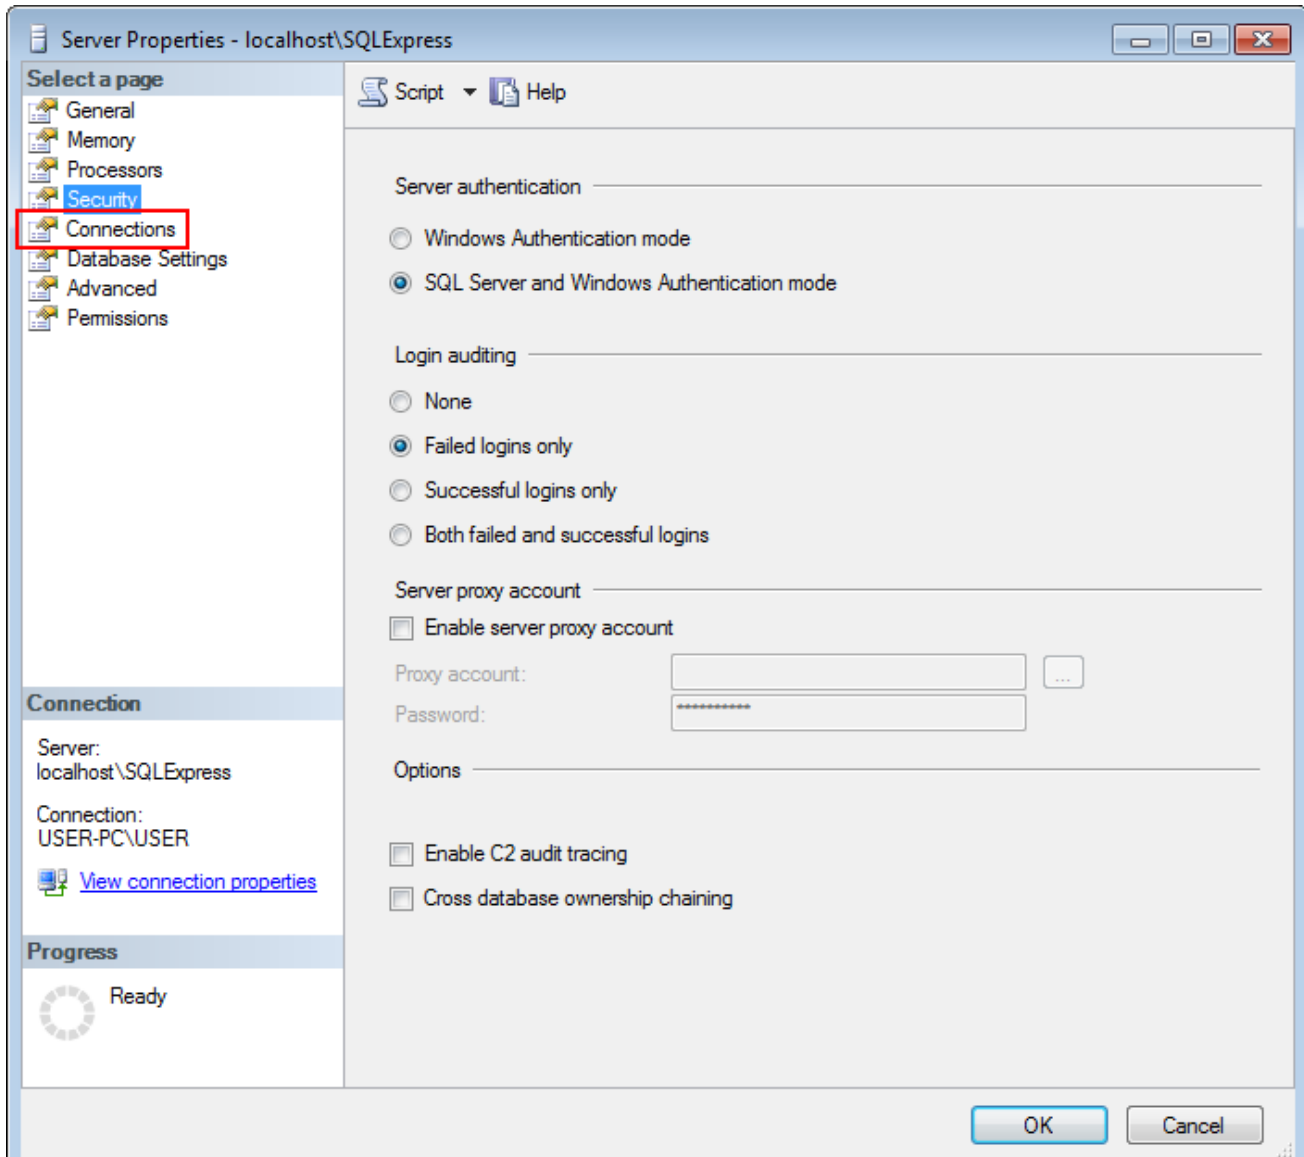 Server Properties - localhost\SQLExpress
Select a page
General
Memory
Processors
Security
Connections
Database Settings
Advanced
Permissions
Script
Help
Server authentication
Windows Authentication mode
SQL Server and Windows Authentication mode
Login auditing
None
Failed logins only
Successful logins only
Both failed and successful logins
Server proxy account
Enable server proxy account
Proxy account:
...
Password:
**********
Options
Enable C2 audit tracing
Cross database ownership chaining
Connection
Server:
localhost\SQLExpress
Connection:
USER-PC\USER
View connection properties
Progress
Ready
OK
Cancel